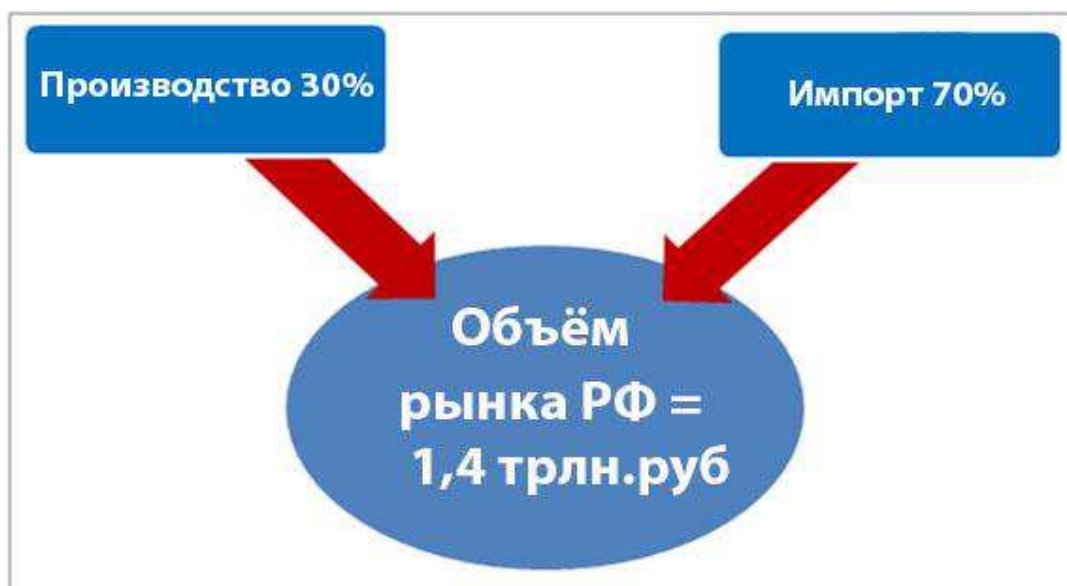 Производство 30%
Импорт 70%
Объём
рынка РФ =
1,4 трлн.руб